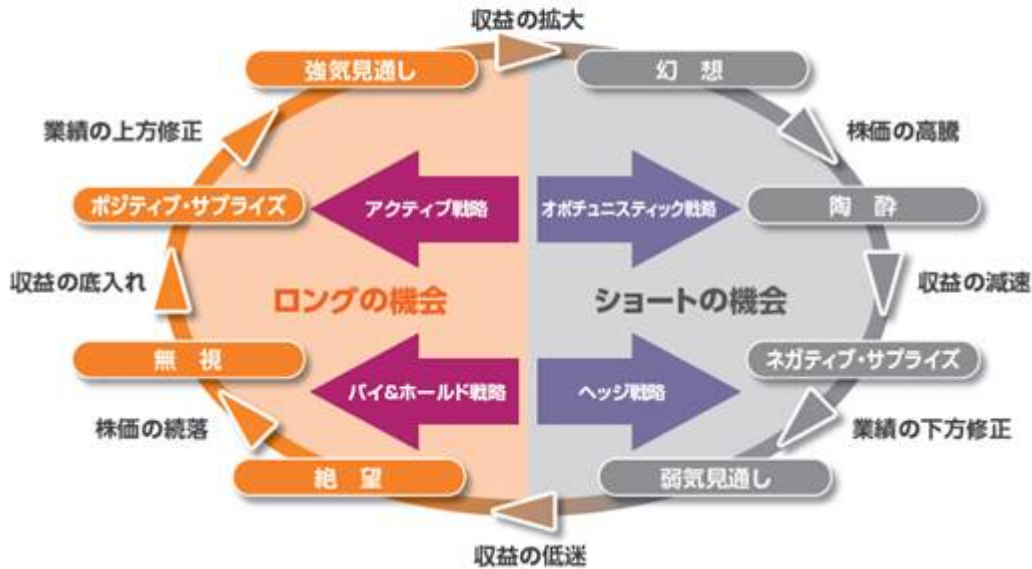 収益の拡大
強気見通し
幻 想
業績の上方修正
株価の高騰
ポジティブ・サプライズ
アクティブ戦略
オポチュニスティック戦略
陶 酔
収益の底入れ
ロングの機会
ショートの機会
収益の減速
無 視
バイ&ホールド戦略
ヘッジ戦略
ネガティブ・サプライズ
株価の続落
業績の下方修正
絶 望
弱気見通し
収益の低迷